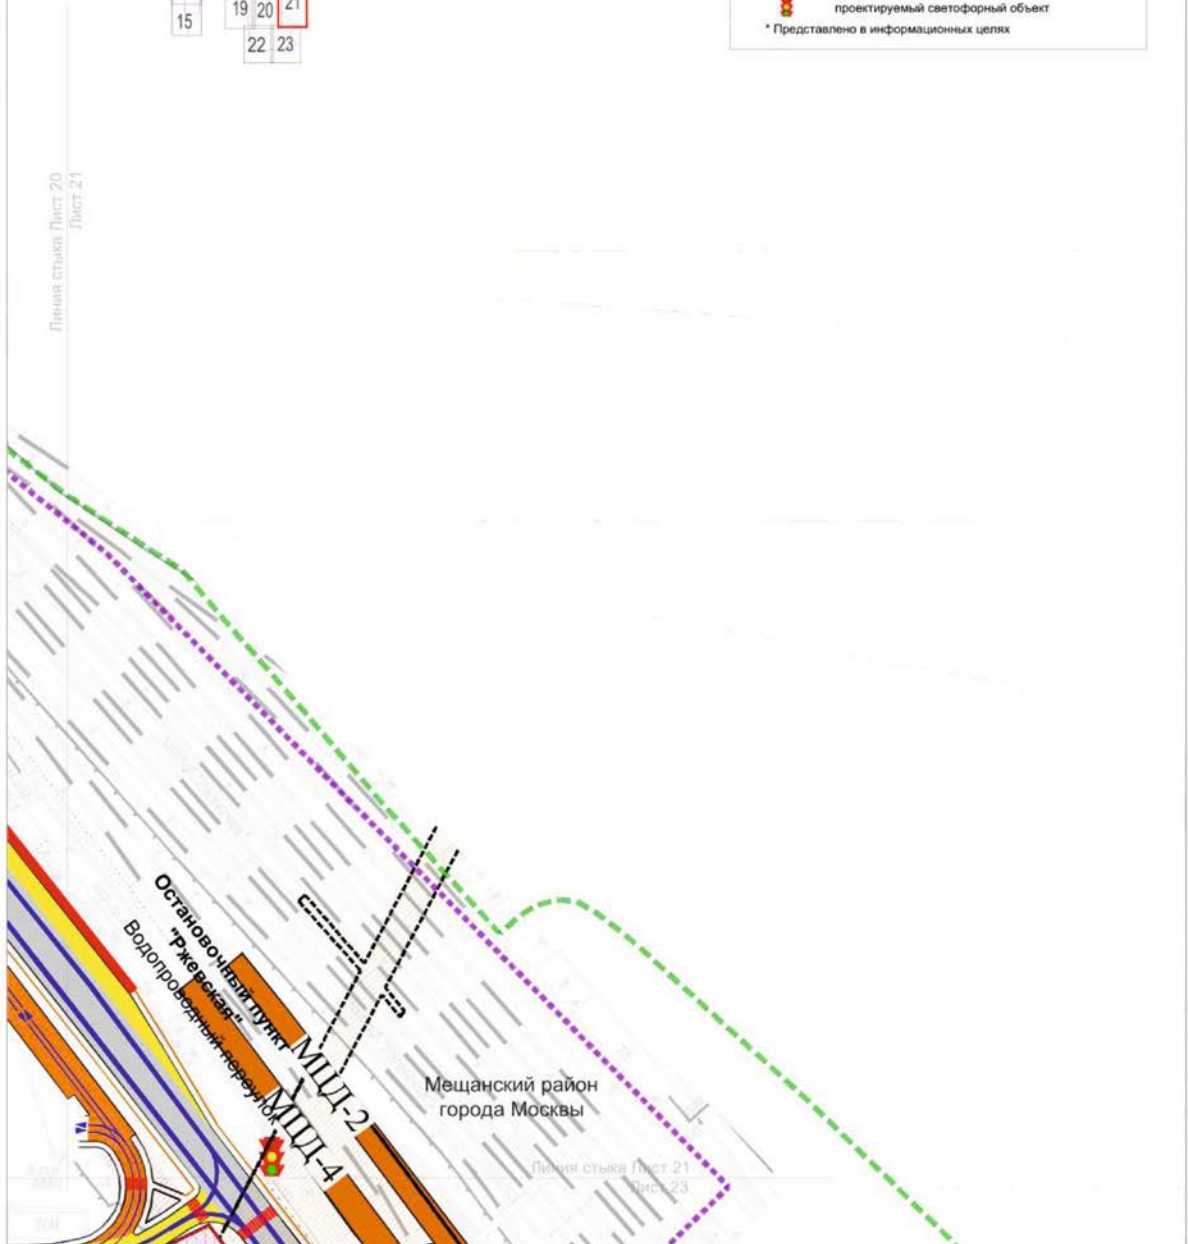 19 20 21
15
22 23
проектируемый светофорный объект
* Представлено в информационных целях
Линия стыка Лист 20
Лист 21
Остановочный пункт
"Ржевская"
Водопроводный переулок
МЦД-2
МЦД-4
Мещанский район
города Москвы
Линия стыка Лист 21
Лист 23